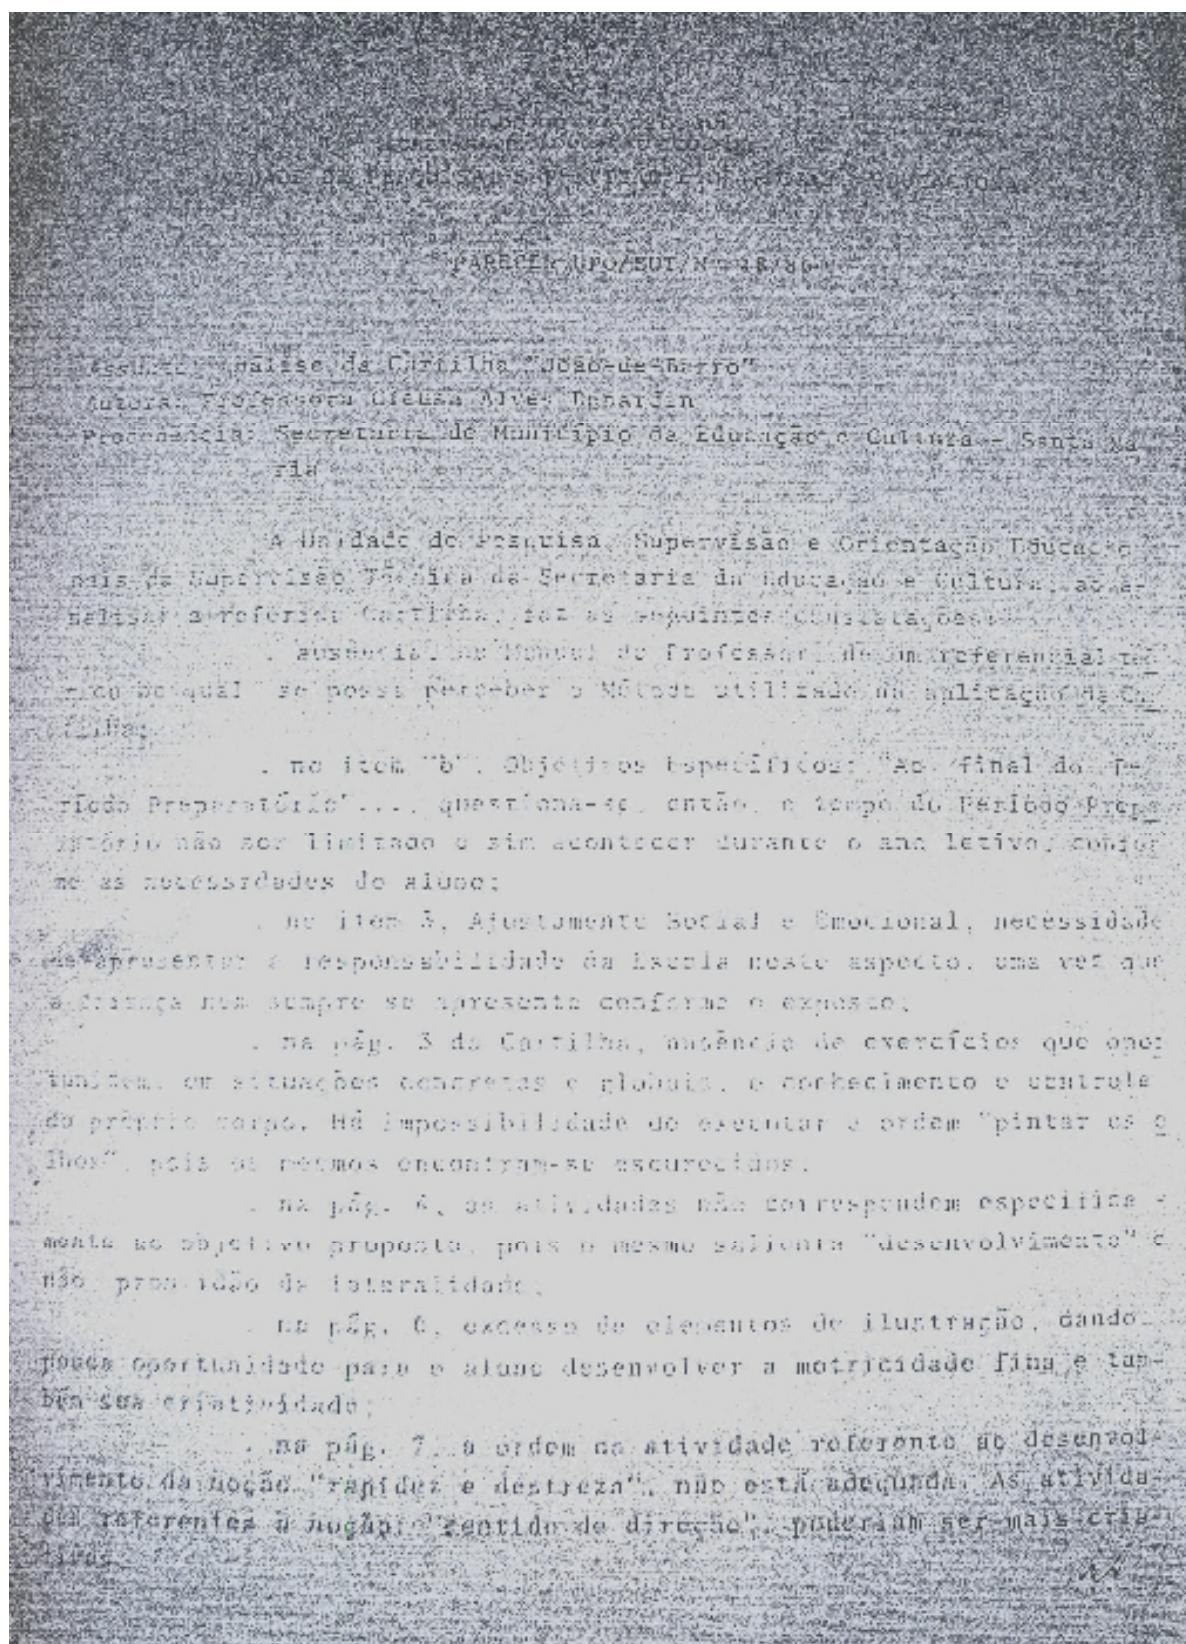 PARECER UPO/SUT/Nº 18/86
Assunto: Análise da Cartilha "João-de-Barro"
Autora: Professora Cleusa Alves Denardin
Procedência: Secretaria do Município da Educação e Cultura - Santa Ma
ria
A Unidade de Pesquisa, Supervisão e Orientação Educacio
nais da Supervisão Técnica da Secretaria da Educação e Cultura, ao a-
nalisar a referida Cartilha, faz as seguintes constatações:
. ausência, no Manual do Professor, de um referencial teó
rico no qual se possa perceber o Método utilizado na aplicação da Car
tilha;
. no item "b", Objetivos Específicos: "Ao final do Pe-
ríodo Preparatório"..., questiona-se, então, o tempo do Período Prepa
ratório não ser limitado e sim acontecer durante o ano letivo, confor
me as necessidades do aluno;
. no item 3, Ajustamento Social e Emocional, necessidade
de apresentar a responsabilidade da Escola neste aspecto, uma vez que
a criança nem sempre se apresenta conforme o exposto;
. na pág. 3 da Cartilha, ausência de exercícios que opor
tunizem, em situações concretas e globais, o conhecimento e controle
do próprio corpo. Há impossibilidade de executar a ordem "pintar os o
lhos", pois os mesmos encontram-se escurecidos;
. na pág. 4, as atividades não correspondem especifica -
mente ao objetivo proposto, pois o mesmo salienta "desenvolvimento" e
não prontidão da lateralidade;
. na pág. 6, excesso de elementos de ilustração, dando
pouca oportunidade para o aluno desenvolver a motricidade fina e tam-
bém sua criatividade;
. na pág. 7, a ordem na atividade referente ao desenvol-
vimento da noção "rapidez e destreza", não está adequada. As ativida-
des referentes à noção "sentido de direção", poderiam ser mais cria-
tivas